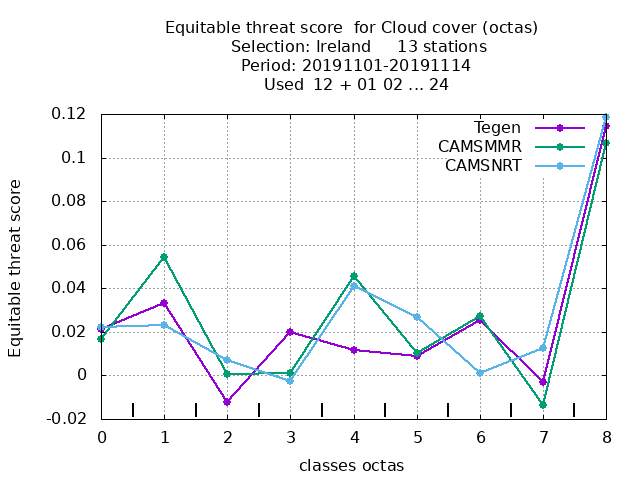 Equitable threat score  for Cloud cover (octas)
Selection: Ireland     13 stations
Period: 20191101-20191114
Used  12 + 01 02 ... 24
Tegen
CAMSMMR
CAMSNRT
Equitable threat score
0.12
0.1
0.08
0.06
0.04
0.02
0
-0.02
0 1 2 3 4 5 6 7 8
classes octas